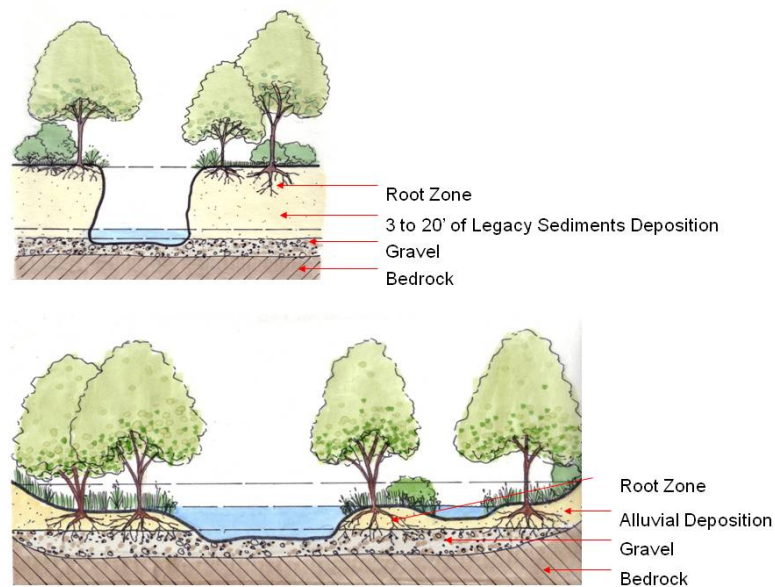 Root Zone
3 to 20' of Legacy Sediments Deposition
Gravel
Bedrock
Root Zone
Alluvial Deposition
Gravel
Bedrock